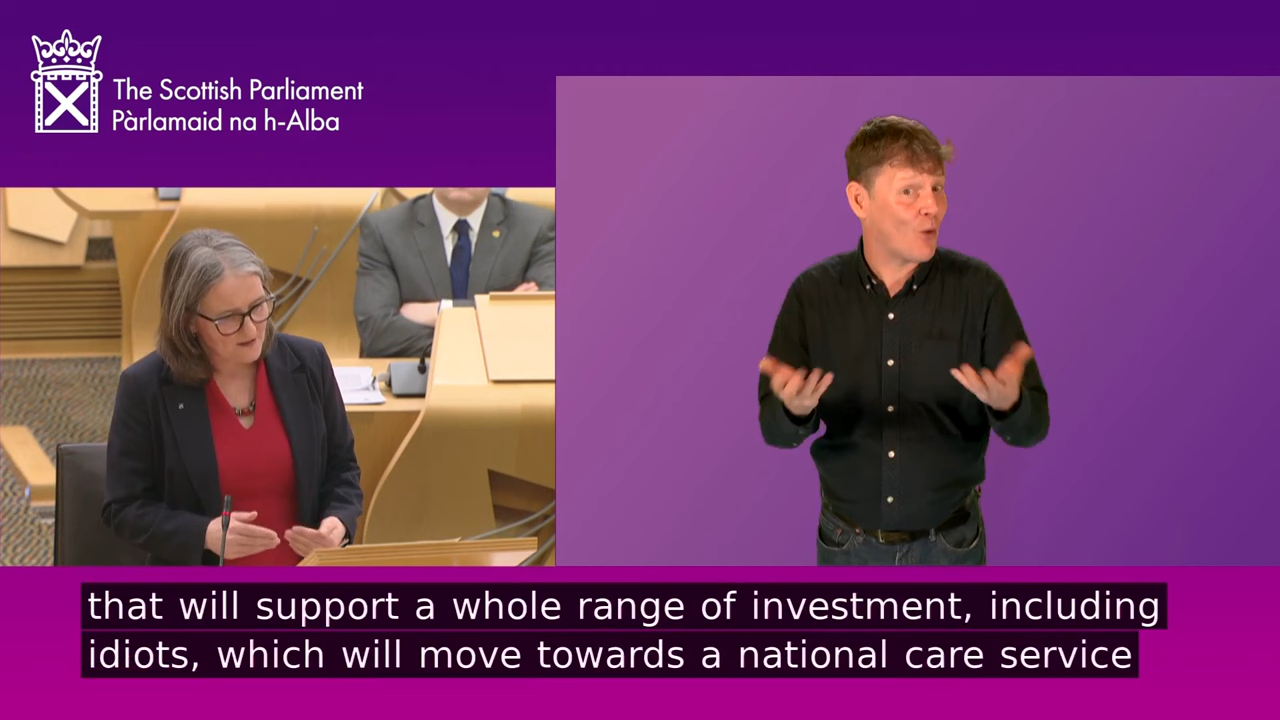 The Scottish Parliament
Pàrlamaid na h-Alba
that will support a whole range of investment, including
idiots, which will move towards a national care service